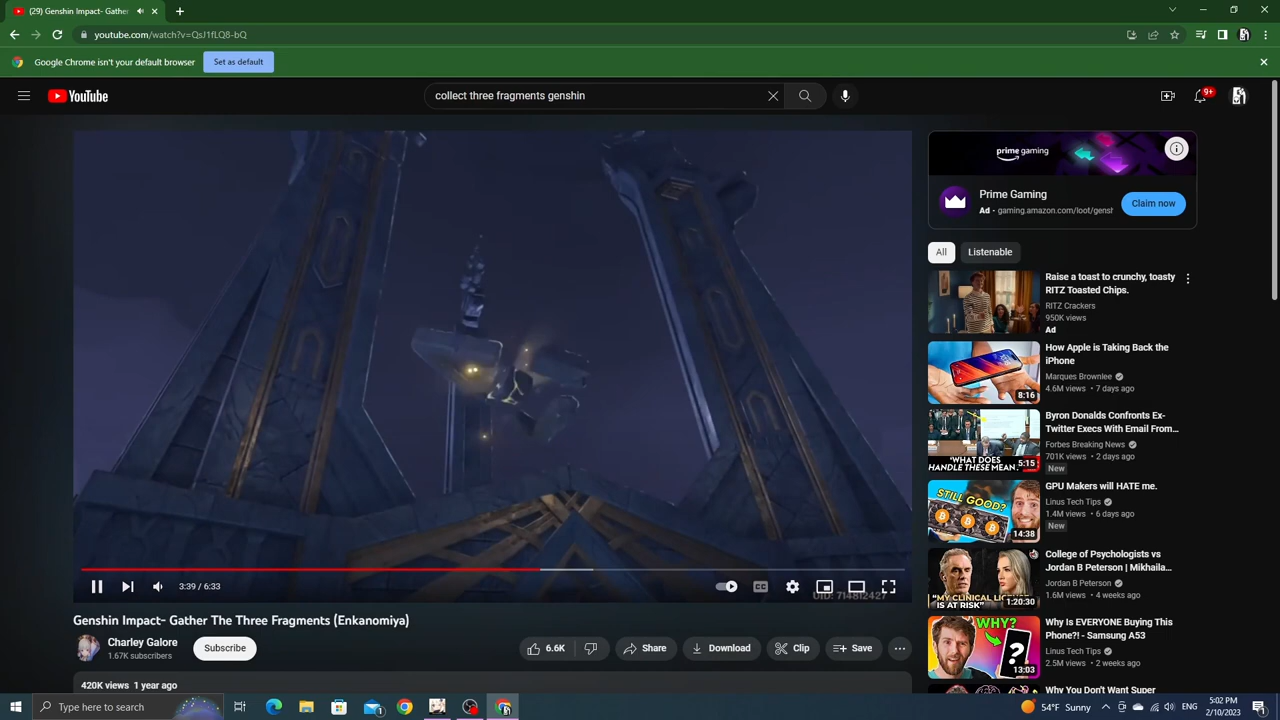 (29) Genshin Impact- Gather
youtube.com/watch?v=QsJ1fLQ8-bQ
Google Chrome isn't your default browser
Set as default
YouTube
collect three fragments genshin
9+
prime gaming
Prime Gaming
Ad · gaming.amazon.com/loot/gensh
Claim now
All
Listenable
Raise a toast to crunchy, toasty
RITZ Toasted Chips.
RITZ Crackers
950K views
Ad
How Apple is Taking Back the
iPhone
Marques Brownlee
4.6M views · 7 days ago
8:16
Byron Donalds Confronts Ex-
Twitter Execs With Email From...
Forbes Breaking News
701K views · 2 days ago
New
"WHAT DOES
HANDLE THESE MEAN
5:15
GPU Makers will HATE me.
Linus Tech Tips
1.4M views · 6 days ago
New
STILL GOOD?
14:38
College of Psychologists vs
Jordan B Peterson | Mikhaila...
Jordan B Peterson
1.6M views · 4 weeks ago
"MY CLINICAL LICENSE
IS AT RISK"
1:20:30
Why Is EVERYONE Buying This
Phone?! - Samsung A53
Linus Tech Tips
2.5M views · 2 weeks ago
WHY?
?
13:03
Why You Don't Want Super
3:39 / 6:33
CC
UID: 714812427
Genshin Impact- Gather The Three Fragments (Enkanomiya)
Charley Galore
1.67K subscribers
Subscribe
6.6K
Share
Download
Clip
Save
420K views 1 year ago
Type here to search
54°F Sunny
ENG
5:02 PM
2/10/2023